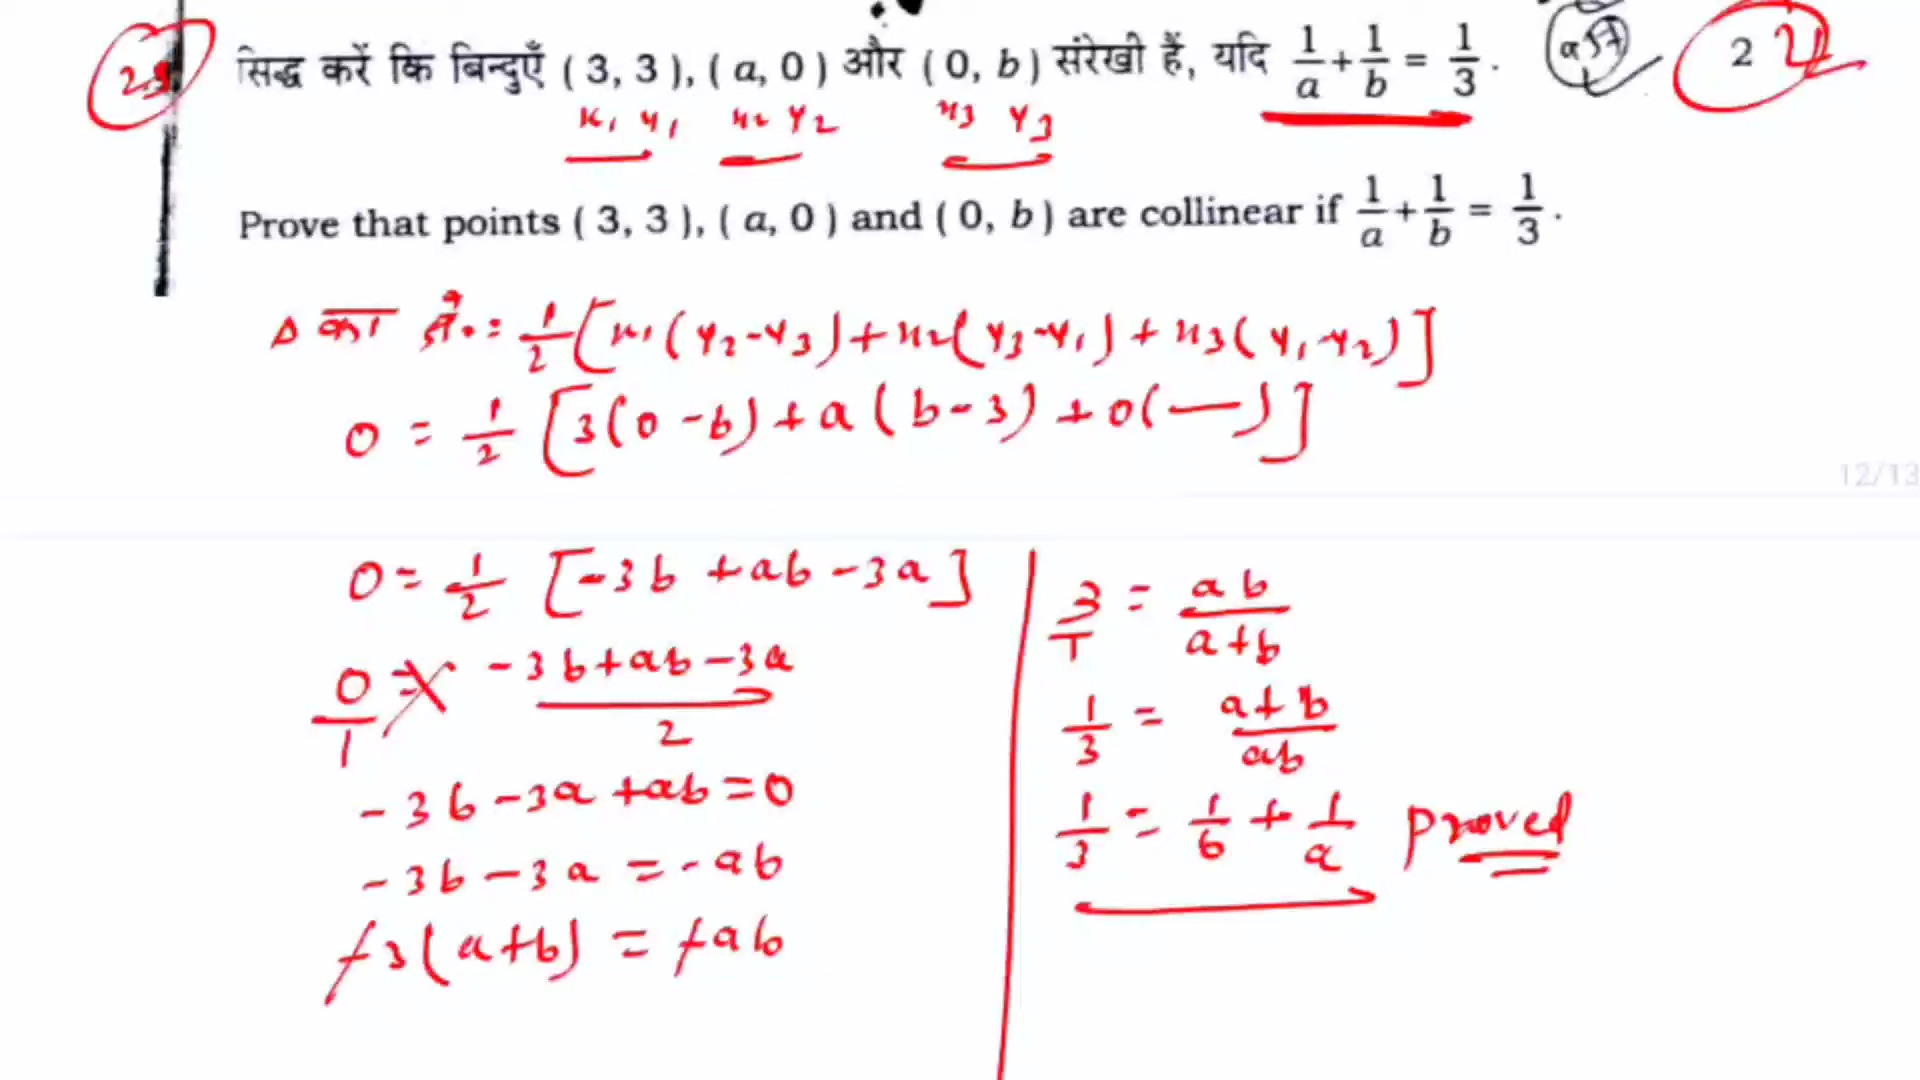 सिद्ध करें कि बिन्दुएँ ( 3, 3 ), ( a, 0 ) और ( 0, b ) संरेखी हैं, यदि 1/a + 1/b = 1/3 . 2
x₁ y₁ x₂ y₂ x₃ y₃
Prove that points ( 3, 3 ), ( a, 0 ) and ( 0, b ) are collinear if 1/a + 1/b = 1/3 .
Δ का क्षे॰ = 1/2 [x₁(y₂-y₃)+x₂(y₃-y₁)+x₃(y₁-y₂)]
0 = 1/2 [3(0-b)+a(b-3)+0(—)]
12/13
0 = 1/2 [-3b+ab-3a]
0/1 = -3b+ab-3a/2
-3b-3a+ab=0
-3b-3a=-ab
-3(a+b)=-ab
3/1 = ab/a+b
1/3 = a+b/ab
1/3 = 1/b + 1/a Proved